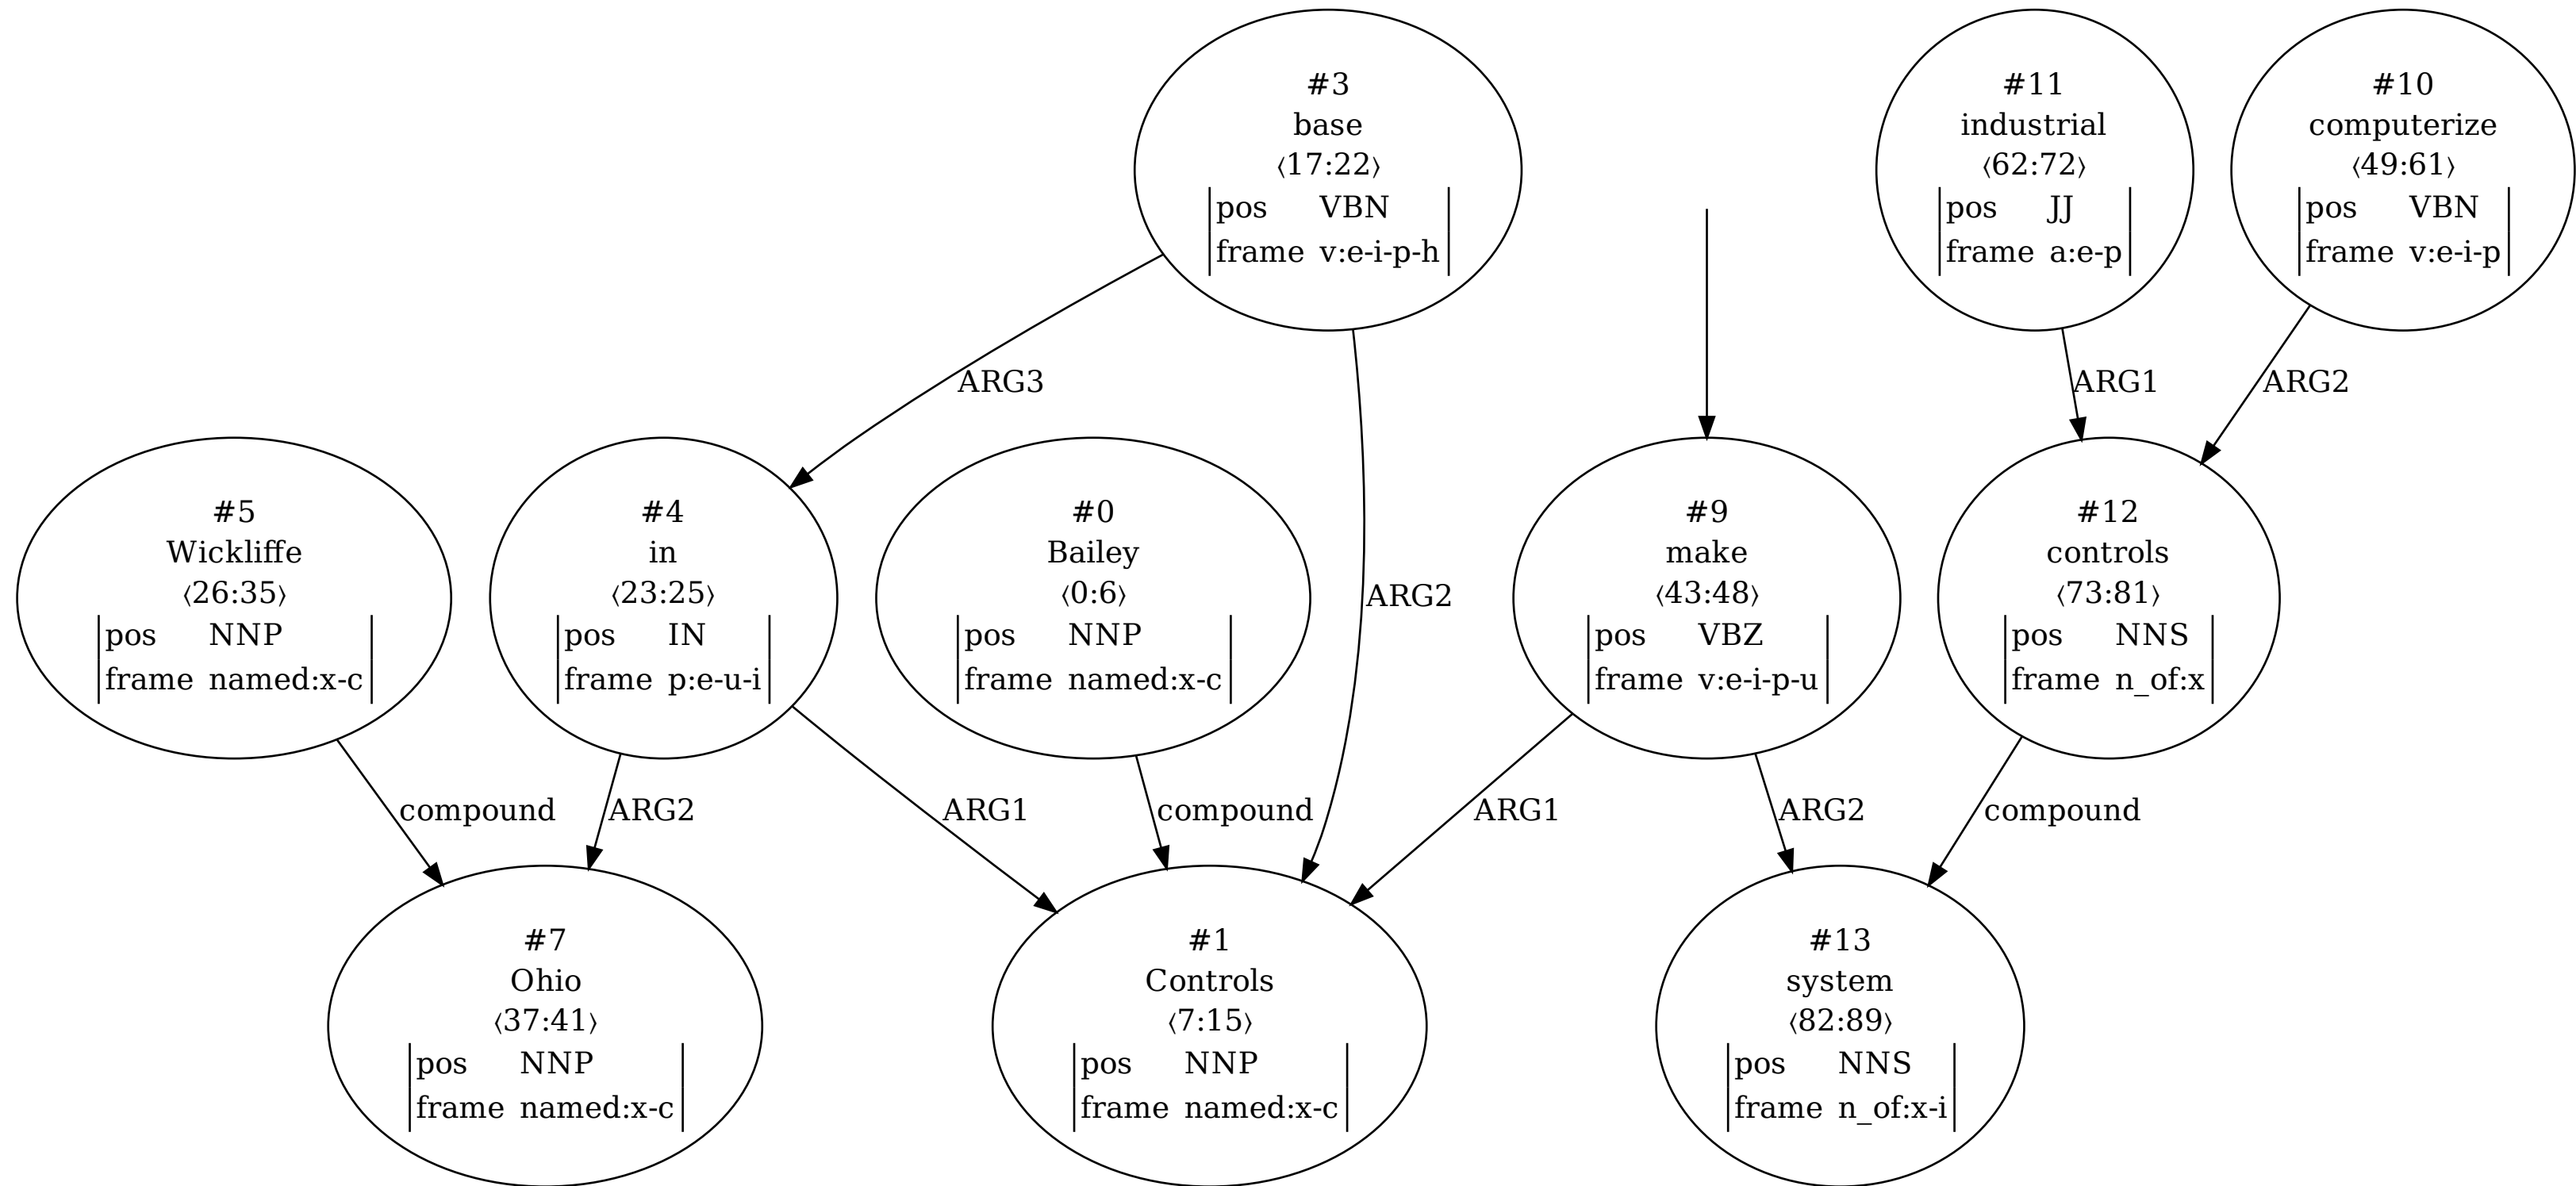 #3
base
⟨17:22⟩
pos VBN
frame v:e-i-p-h
#11
industrial
⟨62:72⟩
pos JJ
frame a:e-p
#10
computerize
⟨49:61⟩
pos VBN
frame v:e-i-p
ARG3
ARG1
ARG2
#5
Wickliffe
⟨26:35⟩
pos NNP
frame named:x-c
#4
in
⟨23:25⟩
pos IN
frame p:e-u-i
#0
Bailey
⟨0:6⟩
pos NNP
frame named:x-c
ARG2
#9
make
⟨43:48⟩
pos VBZ
frame v:e-i-p-u
#12
controls
⟨73:81⟩
pos NNS
frame n_of:x
compound
ARG2
ARG1
compound
ARG1
ARG2
compound
#7
Ohio
⟨37:41⟩
pos NNP
frame named:x-c
#1
Controls
⟨7:15⟩
pos NNP
frame named:x-c
#13
system
⟨82:89⟩
pos NNS
frame n_of:x-i